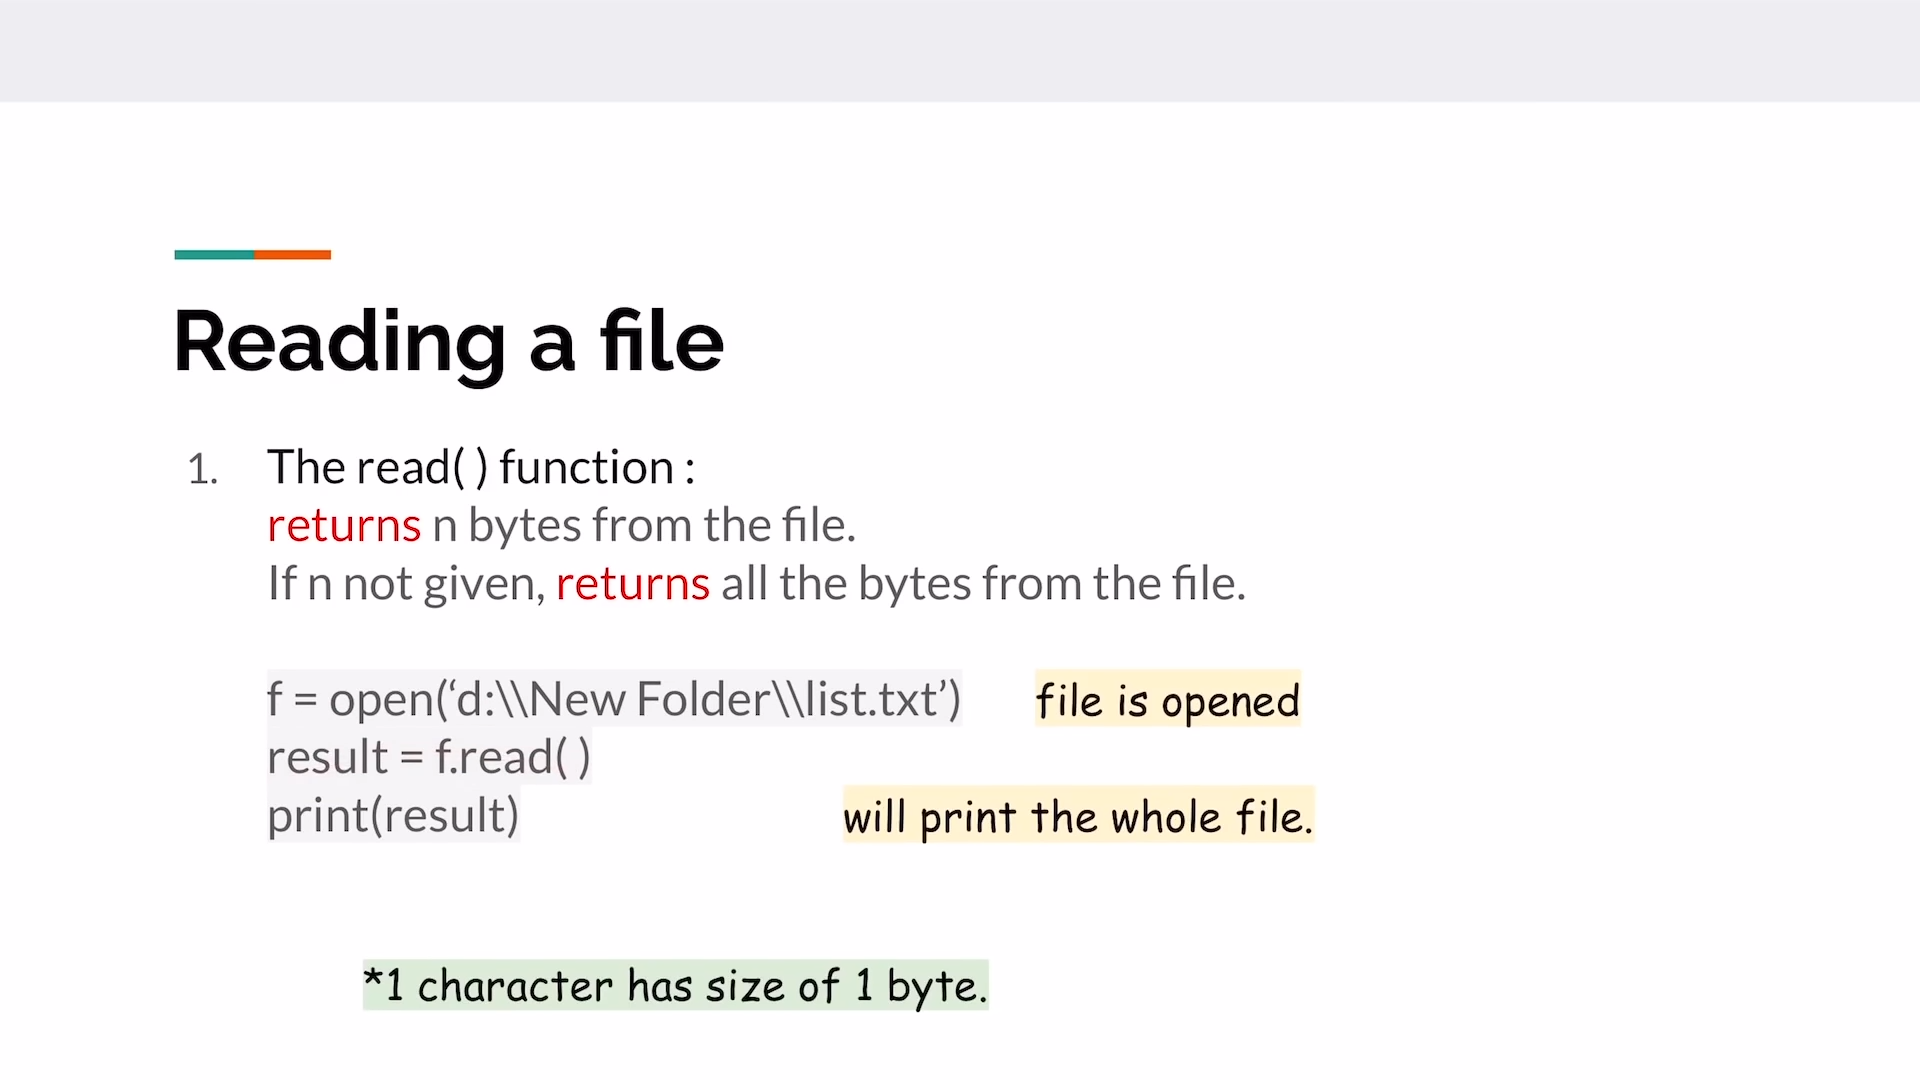 Reading a file
1. The read( ) function :
returns n bytes from the file.
If n not given, returns all the bytes from the file.
f = open(‘d:\\New Folder\\list.txt’) file is opened
result = f.read( )
print(result) will print the whole file.
*1 character has size of 1 byte.